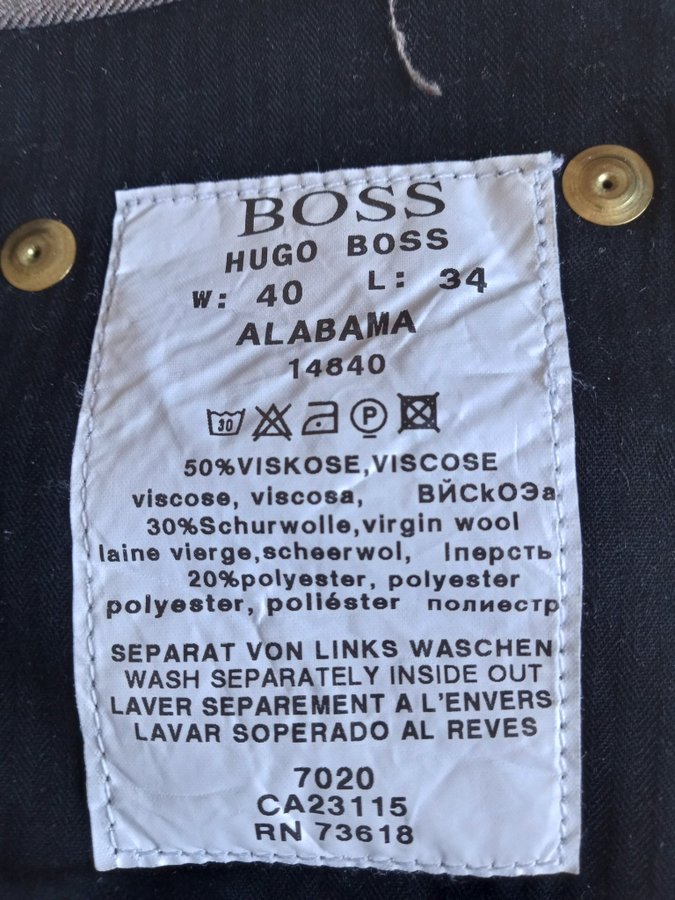 BOSS
HUGO BOSS
W: 40 L: 34
ALABAMA
14840
30 P
50%VISKOSE,VISCOSE
viscose, viscosa, ВЙСкОЭа
30%Schurwolle,virgin wool
laine vierge,scheerwol, Iперсть
20%polyester, polyester
polyester, poliéster полиестр
SEPARAT VON LINKS WASCHEN
WASH SEPARATELY INSIDE OUT
LAVER SEPAREMENT A L'ENVERS
LAVAR SOPERADO AL REVES
7020
CA23115
RN 73618